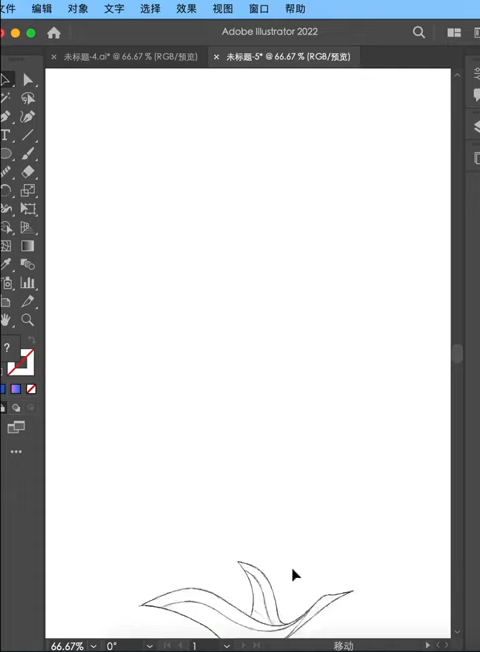 文件 编辑 对象 文字 选择 效果 视图 窗口 帮助
Adobe Illustrator 2022
× 未标题-4.ai* @ 66.67 % (RGB/预览) × 未标题-5* @ 66.67 % (RGB/预览)
T
?
66.67% 0° 1 移动